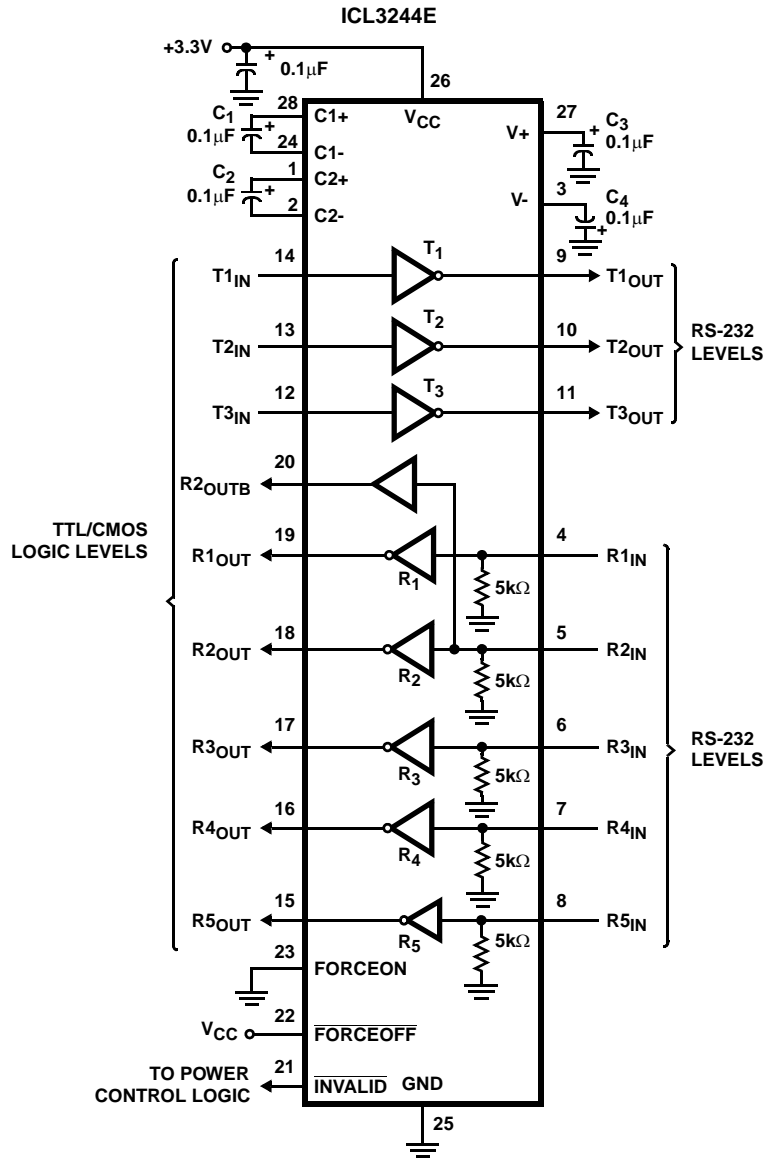 ICL3244E
+3.3V
+
0.1μF
26
28
C1+
VCC
27
V+
C1
0.1μF
+
24
C1-
+
C3
0.1μF
1
C2+
C2
0.1μF
+
2
C2-
3
V-
C4
0.1μF
+
T1IN
14
T1
9
T1OUT
T2IN
13
T2
10
T2OUT
RS-232
LEVELS
T3IN
12
T3
11
T3OUT
20
R2OUTB
TTL/CMOS
LOGIC LEVELS
19
R1OUT
R1
4
R1IN
5kΩ
18
R2OUT
R2
5
R2IN
5kΩ
17
R3OUT
R3
6
R3IN
5kΩ
RS-232
LEVELS
16
R4OUT
R4
7
R4IN
5kΩ
15
R5OUT
R5
8
R5IN
5kΩ
23
FORCEON
VCC
22
FORCEOFF
21
TO POWER
CONTROL LOGIC
INVALID
GND
25